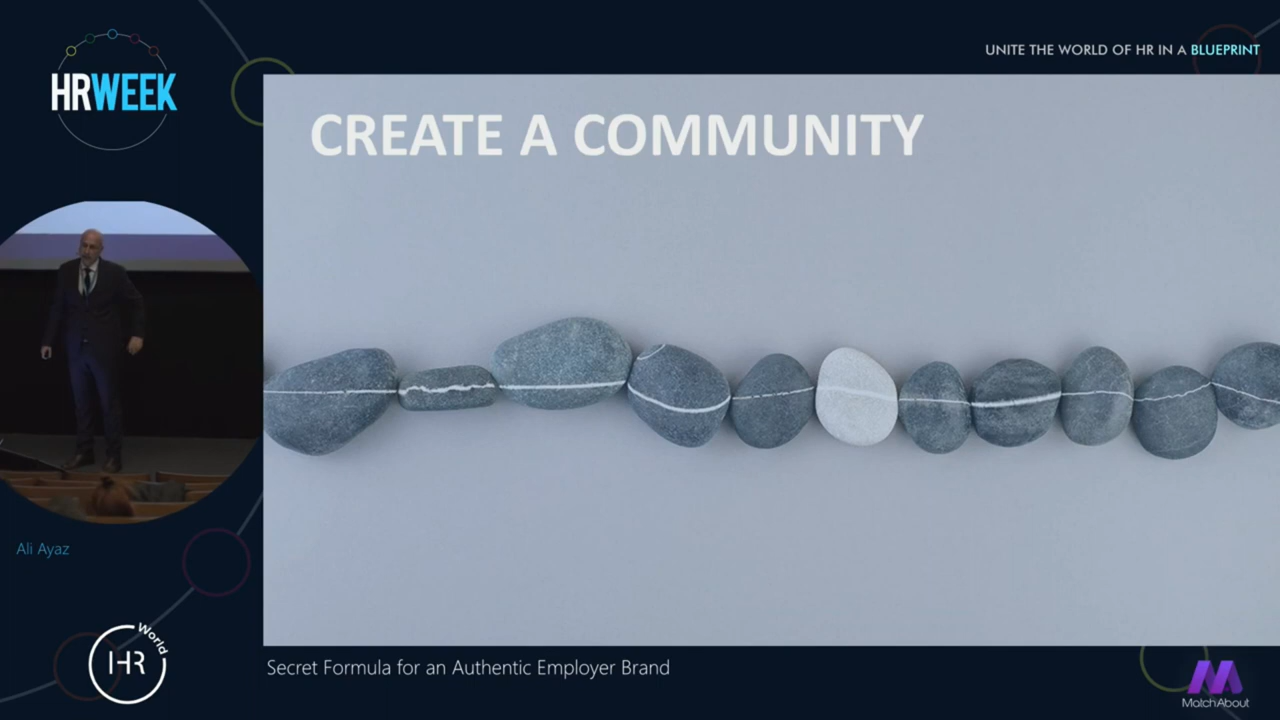 HRWEEK
UNITE THE WORLD OF HR IN A BLUEPRINT
CREATE A COMMUNITY
Ali Ayaz
HR World
Secret Formula for an Authentic Employer Brand
MatchAbout